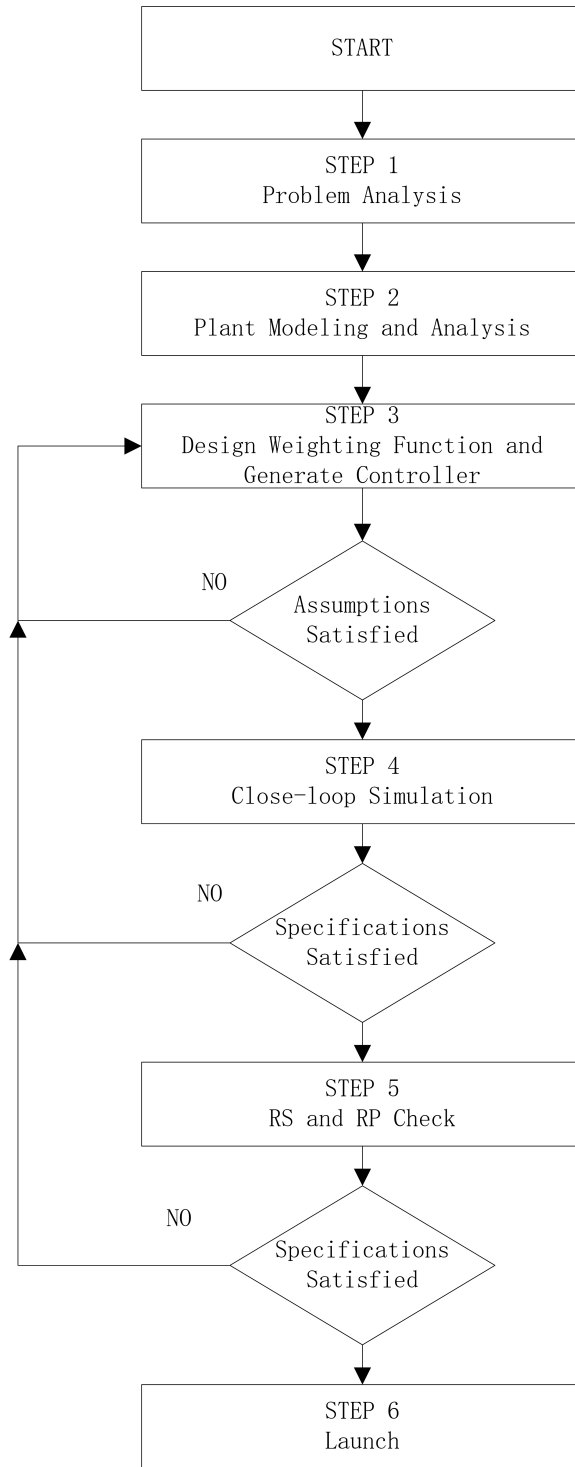 START
STEP 1
Problem Analysis
STEP 2
Plant Modeling and Analysis
STEP 3
Design Weighting Function and
Generate Controller
NO
Assumptions
Satisfied
STEP 4
Close-loop Simulation
NO
Specifications
Satisfied
STEP 5
RS and RP Check
NO
Specifications
Satisfied
STEP 6
Launch